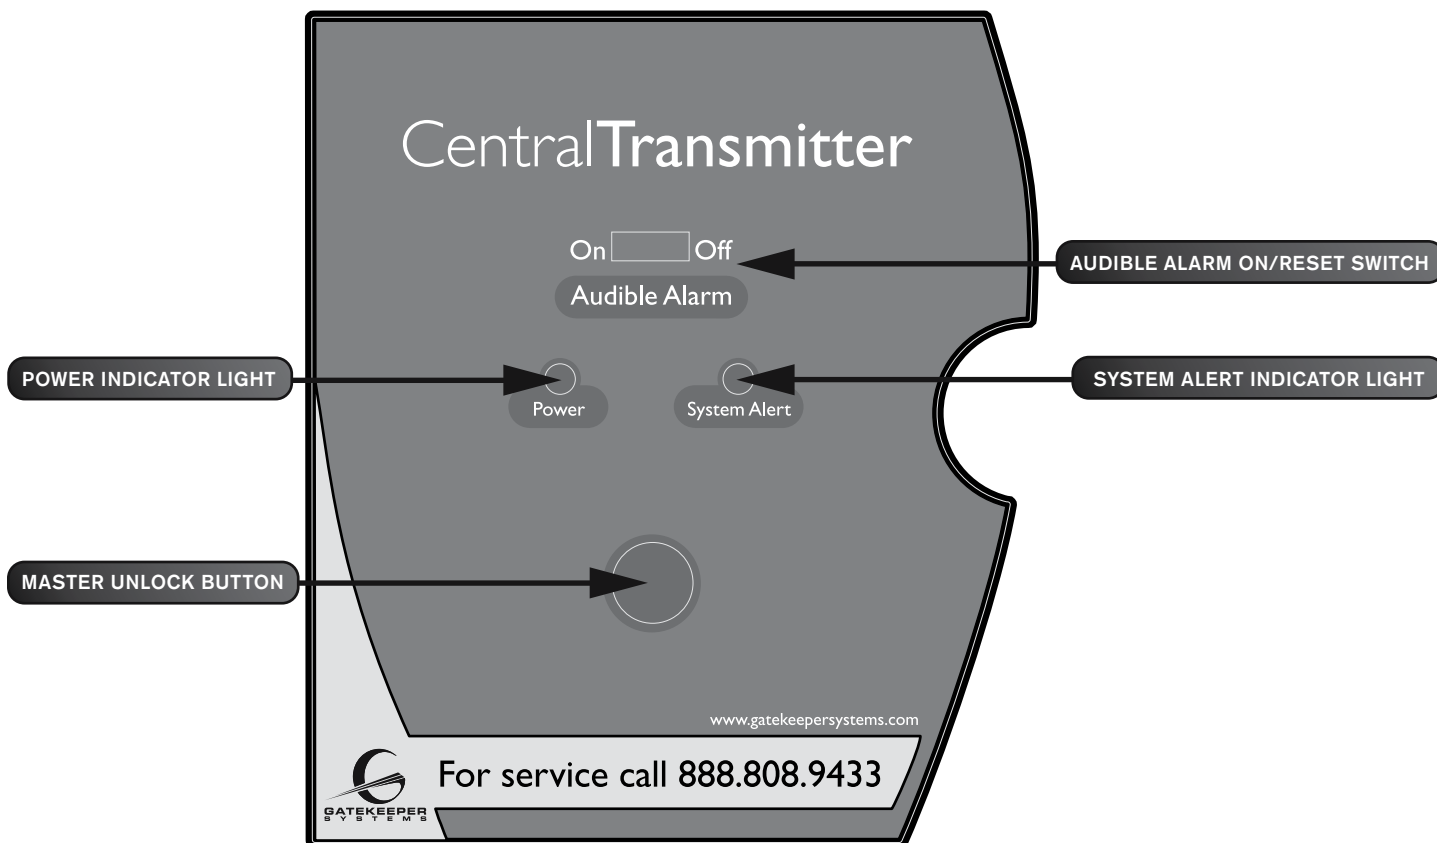 CentralTransmitter
On Off
AUDIBLE ALARM ON/RESET SWITCH
Audible Alarm
POWER INDICATOR LIGHT
SYSTEM ALERT INDICATOR LIGHT
Power
System Alert
MASTER UNLOCK BUTTON
www.gatekeepersystems.com
For service call 888.808.9433
GATEKEEPER
SYSTEMS